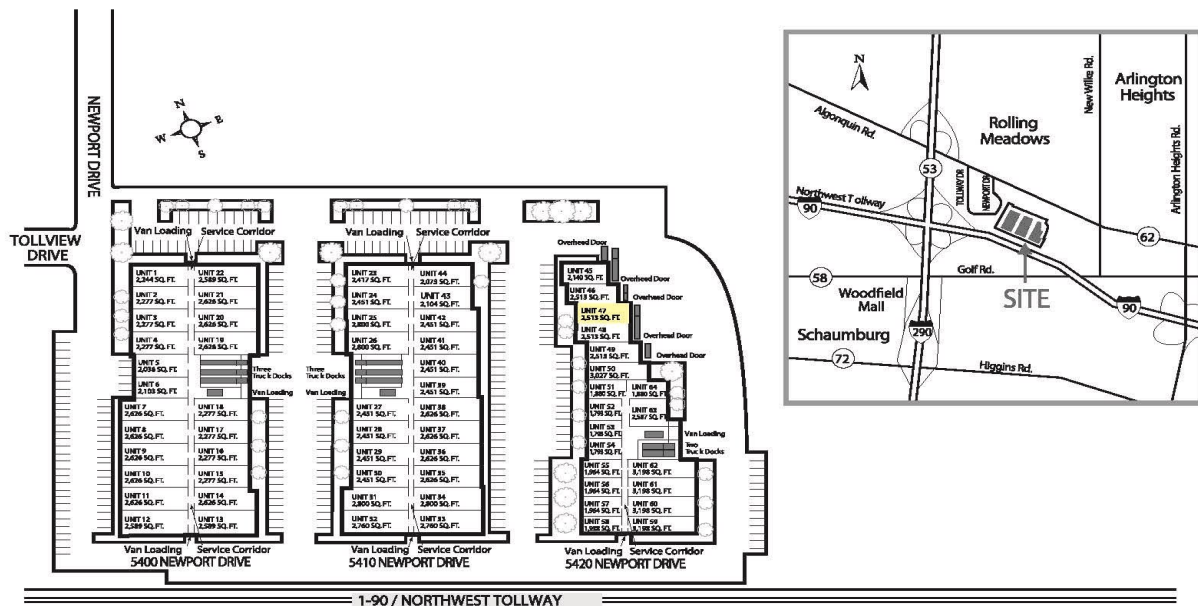 NEWPORT DRIVE
TOLLVIEW
DRIVE
N
E
W
S
Van Loading
Service Corridor
UNIT 1
2,244 SQ. FT.
UNIT 2
2,277 SQ. FT.
UNIT 3
2,277 SQ. FT.
UNIT 4
2,277 SQ. FT.
UNIT 5
2,036 SQ. FT.
UNIT 6
2,103 SQ. FT.
UNIT 7
2,626 SQ. FT.
UNIT 8
2,626 SQ. FT.
UNIT 9
2,626 SQ. FT.
UNIT 10
2,626 SQ. FT.
UNIT 11
2,626 SQ. FT.
UNIT 12
2,589 SQ. FT.
UNIT 22
2,589 SQ. FT.
UNIT 21
2,626 SQ. FT.
UNIT 20
2,626 SQ. FT.
UNIT 19
2,626 SQ. FT.
Three
Truck Docks
Van Loading
UNIT 18
2,277 SQ. FT.
UNIT 17
2,277 SQ. FT.
UNIT 16
2,277 SQ. FT.
UNIT 15
2,277 SQ. FT.
UNIT 14
2,626 SQ. FT.
UNIT 13
2,589 SQ. FT.
Van Loading
Service Corridor
5400 NEWPORT DRIVE
Van Loading
Service Corridor
UNIT 23
2,417 SQ. FT.
UNIT 24
2,451 SQ. FT.
UNIT 25
2,800 SQ. FT.
UNIT 26
2,800 SQ. FT.
Three
Truck Docks
Van Loading
UNIT 27
2,451 SQ. FT.
UNIT 28
2,451 SQ. FT.
UNIT 29
2,451 SQ. FT.
UNIT 30
2,451 SQ. FT.
UNIT 31
2,800 SQ. FT.
UNIT 32
2,760 SQ. FT.
UNIT 44
2,073 SQ. FT.
UNIT 43
2,104 SQ. FT.
UNIT 42
2,451 SQ. FT.
UNIT 41
2,451 SQ. FT.
UNIT 40
2,451 SQ. FT.
UNIT 39
2,451 SQ. FT.
UNIT 38
2,626 SQ. FT.
UNIT 37
2,626 SQ. FT.
UNIT 36
2,626 SQ. FT.
UNIT 35
2,626 SQ. FT.
UNIT 34
2,800 SQ. FT.
UNIT 33
2,760 SQ. FT.
Van Loading
Service Corridor
5410 NEWPORT DRIVE
Overhead Door
UNIT 45
2,149 SQ. FT.
Overhead Door
UNIT 46
2,513 SQ. FT.
Overhead Door
UNIT 47
2,513 SQ. FT.
UNIT 48
2,513 SQ. FT.
Overhead Door
UNIT 49
2,513 SQ. FT.
Overhead Door
UNIT 50
3,027 SQ. FT.
UNIT 51
1,880 SQ. FT.
UNIT 52
1,793 SQ. FT.
UNIT 53
1,793 SQ. FT.
UNIT 54
1,793 SQ. FT.
UNIT 55
1,964 SQ. FT.
UNIT 56
1,964 SQ. FT.
UNIT 57
1,964 SQ. FT.
UNIT 58
UNIT 64
1,880 SQ. FT.
UNIT 63
2,587 SQ. FT.
Van Loading
Two
Truck Docks
UNIT 62
3,198 SQ. FT.
UNIT 61
3,198 SQ. FT.
UNIT 60
3,198 SQ. FT.
UNIT 59
3,198 SQ. FT.
Van Loading
Service Corridor
5420 NEWPORT DRIVE
1-90 / NORTHWEST TOLLWAY
N
Algonquin Rd.
Rolling
Meadows
New Wilke Rd.
Arlington
Heights
Arlington Heights Rd.
53
TOLLWAY DR
NEWPORT DR
Northwest Tollway
90
62
58
Golf Rd.
SITE
Woodfield
Mall
90
Schaumburg
290
72
Higgins Rd.